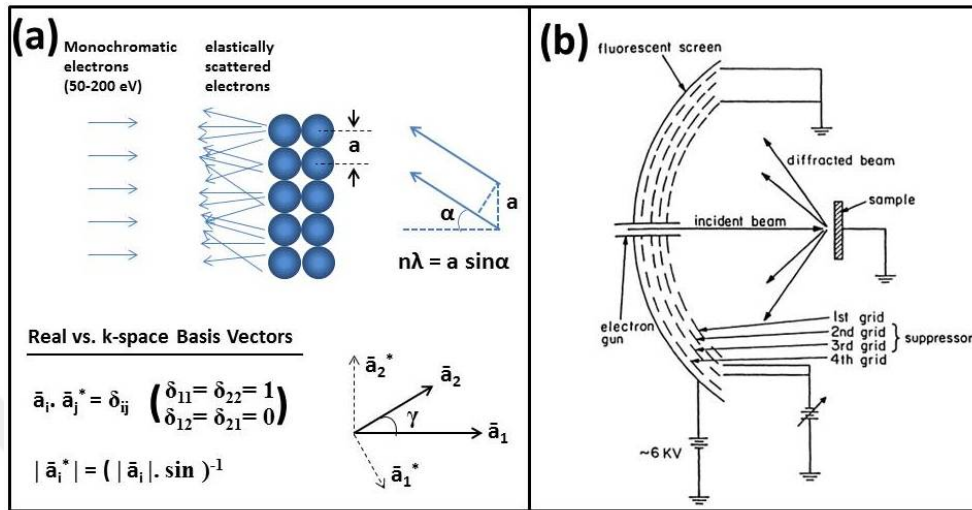 (a)
Monochromatic
electrons
(50-200 eV)
elastically
scattered
electrons
a
α
a
nλ = a sinα
Real vs. k-space Basis Vectors
āi. āj* = δij
(δ11= δ22= 1
δ12= δ21= 0)
| āi* | = ( | āi |. sin )-1
ā2*
ā2
γ
ā1
ā1*
(b)
fluorescent screen
diffracted beam
sample
incident beam
electron
gun
1st grid
2nd grid
3rd grid
suppressor
4th grid
~6 KV